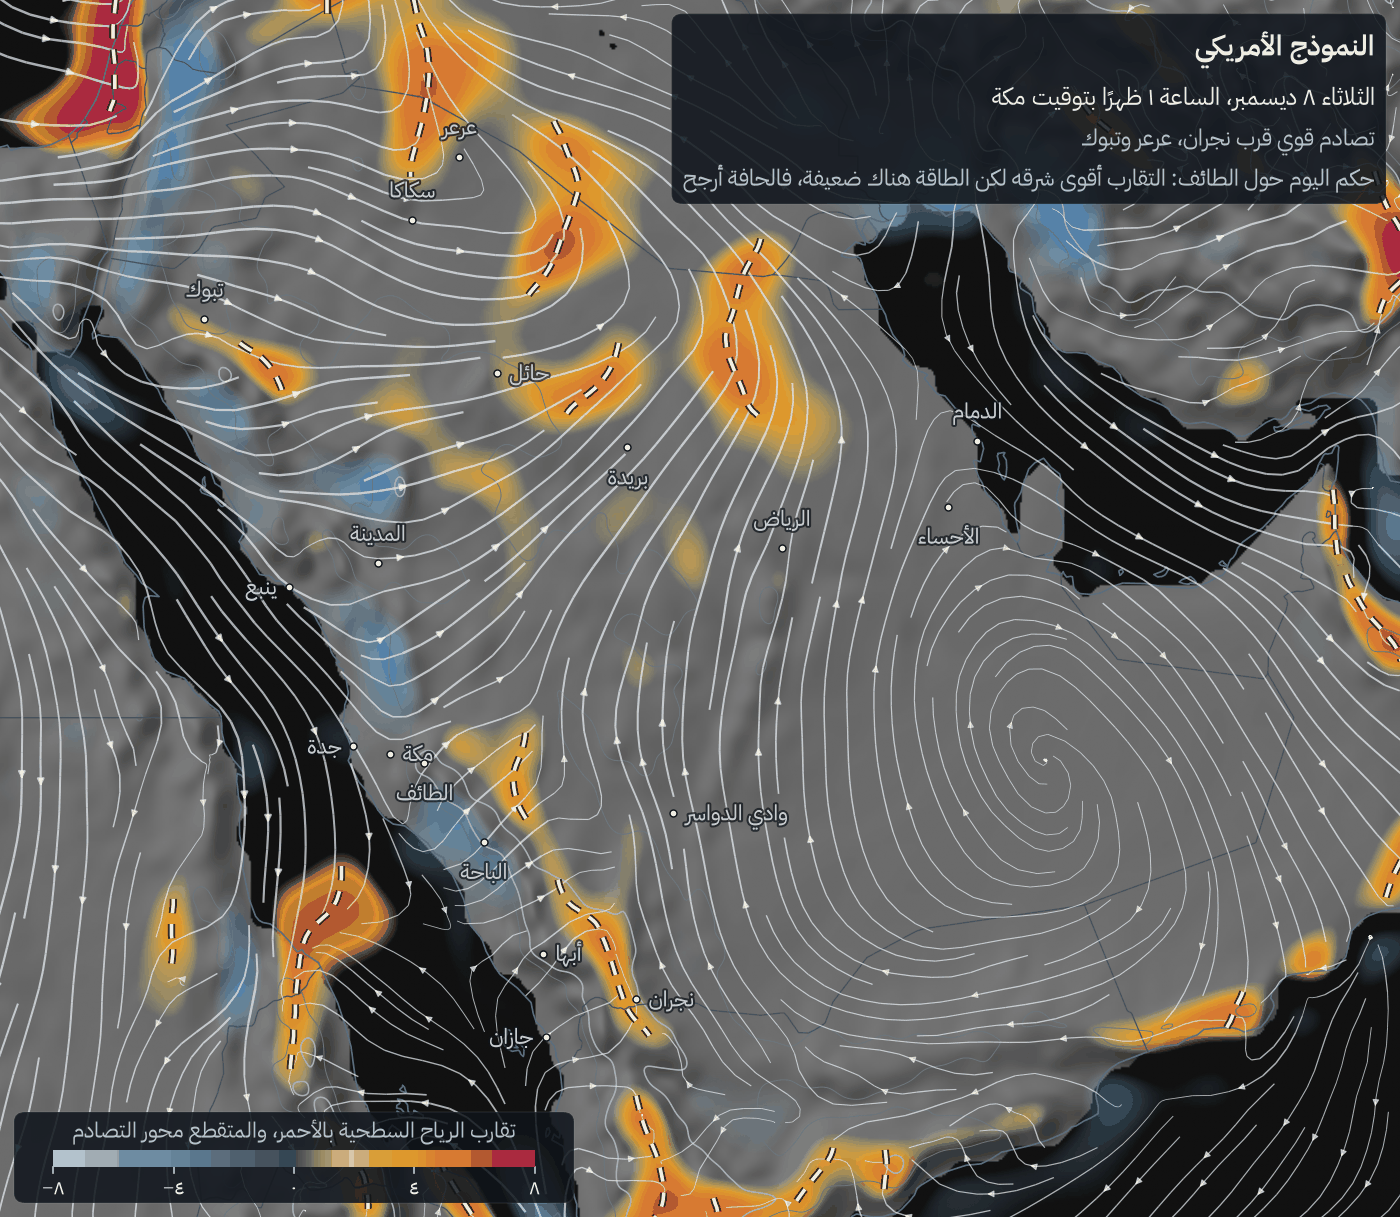 النموذج الأمريكي
الثلاثاء ٨ ديسمبر، الساعة ١ ظهرًا بتوقيت مكة
تصادم قوي قرب نجران، عرعر وتبوك
حكم اليوم حول الطائف: التقارب أقوى شرقه لكن الطاقة هناك ضعيفة، فالحافة أرجح
عرعر
سكاكا
تبوك
حائل
الدمام
بريدة
الرياض
الأحساء
المدينة
ينبع
جدة
مكة
الطائف
وادي الدواسر
الباحة
أبها
نجران
جازان
تقارب الرياح السطحية بالأحمر، والمتقطع محور التصادم
−٨ −٤ ٠ ٤ ٨